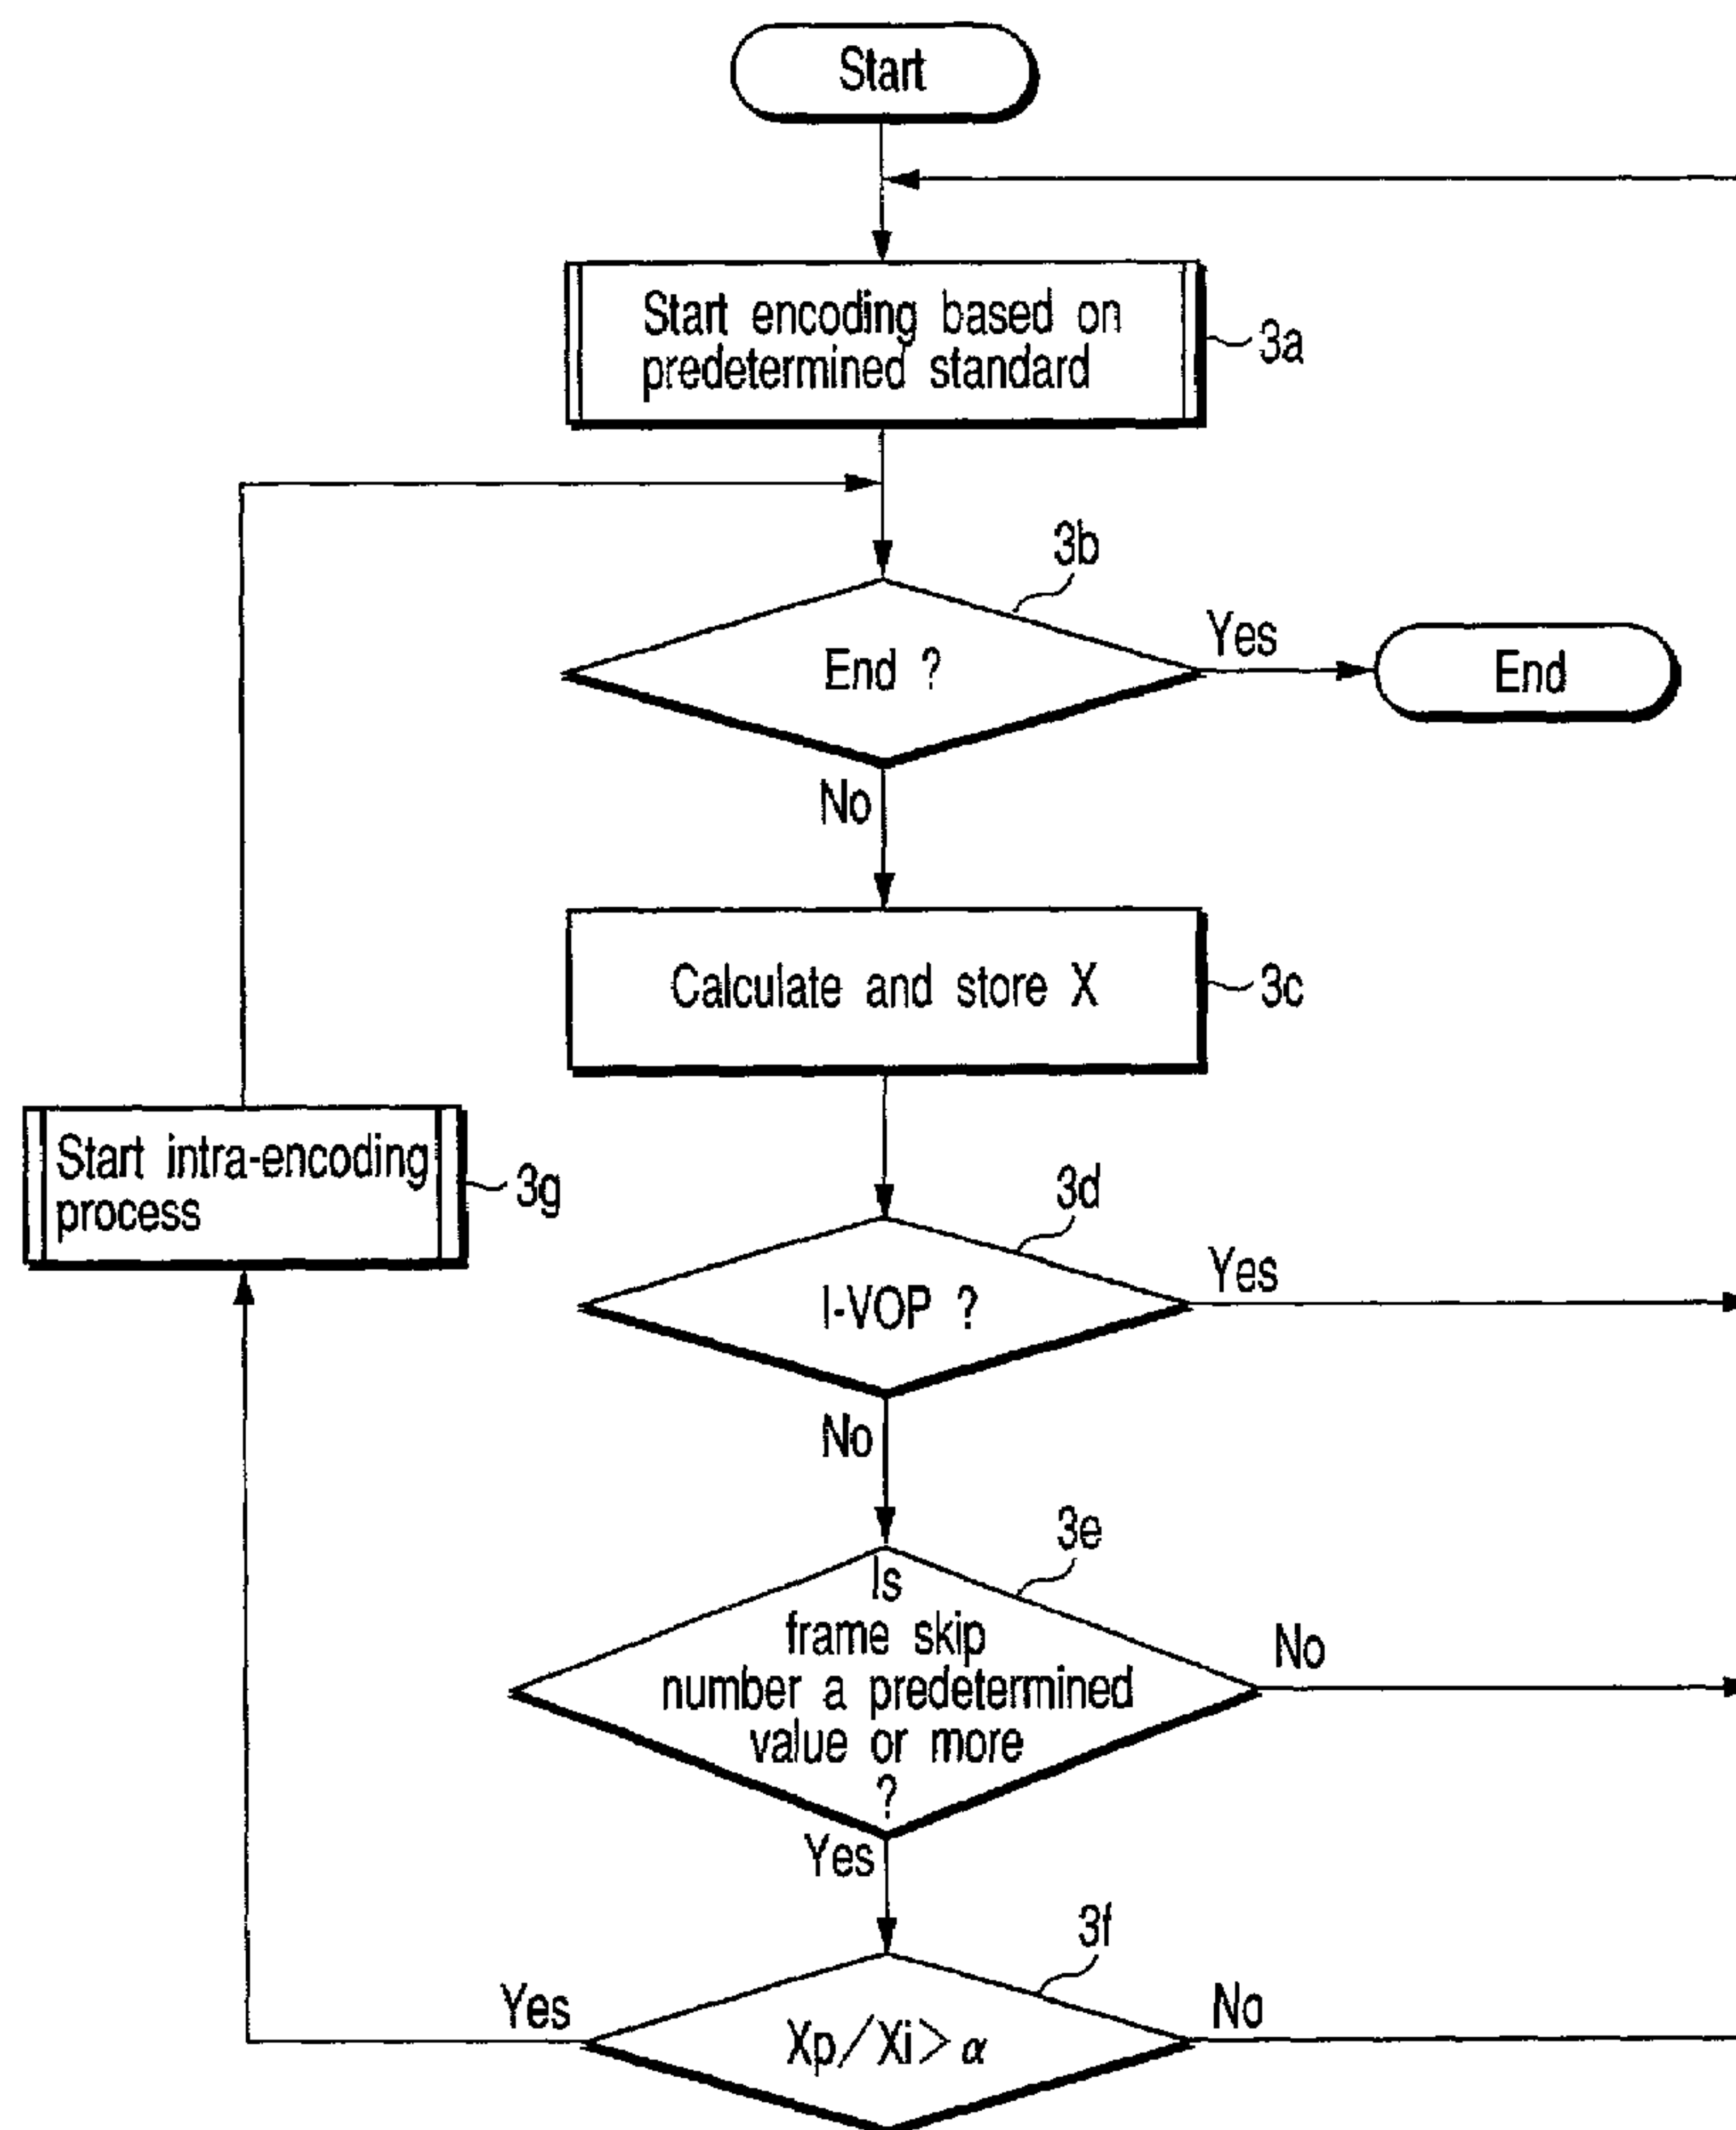 Start
Start encoding based on
predetermined standard
3a
3b
End ?
Yes
End
No
Calculate and store X
3c
Start intra-encoding
process
3g
3d
I-VOP ?
Yes
No
3e
Is
frame skip
number a predetermined
value or more
?
No
Yes
3f
Xp/Xi>α
Yes
No